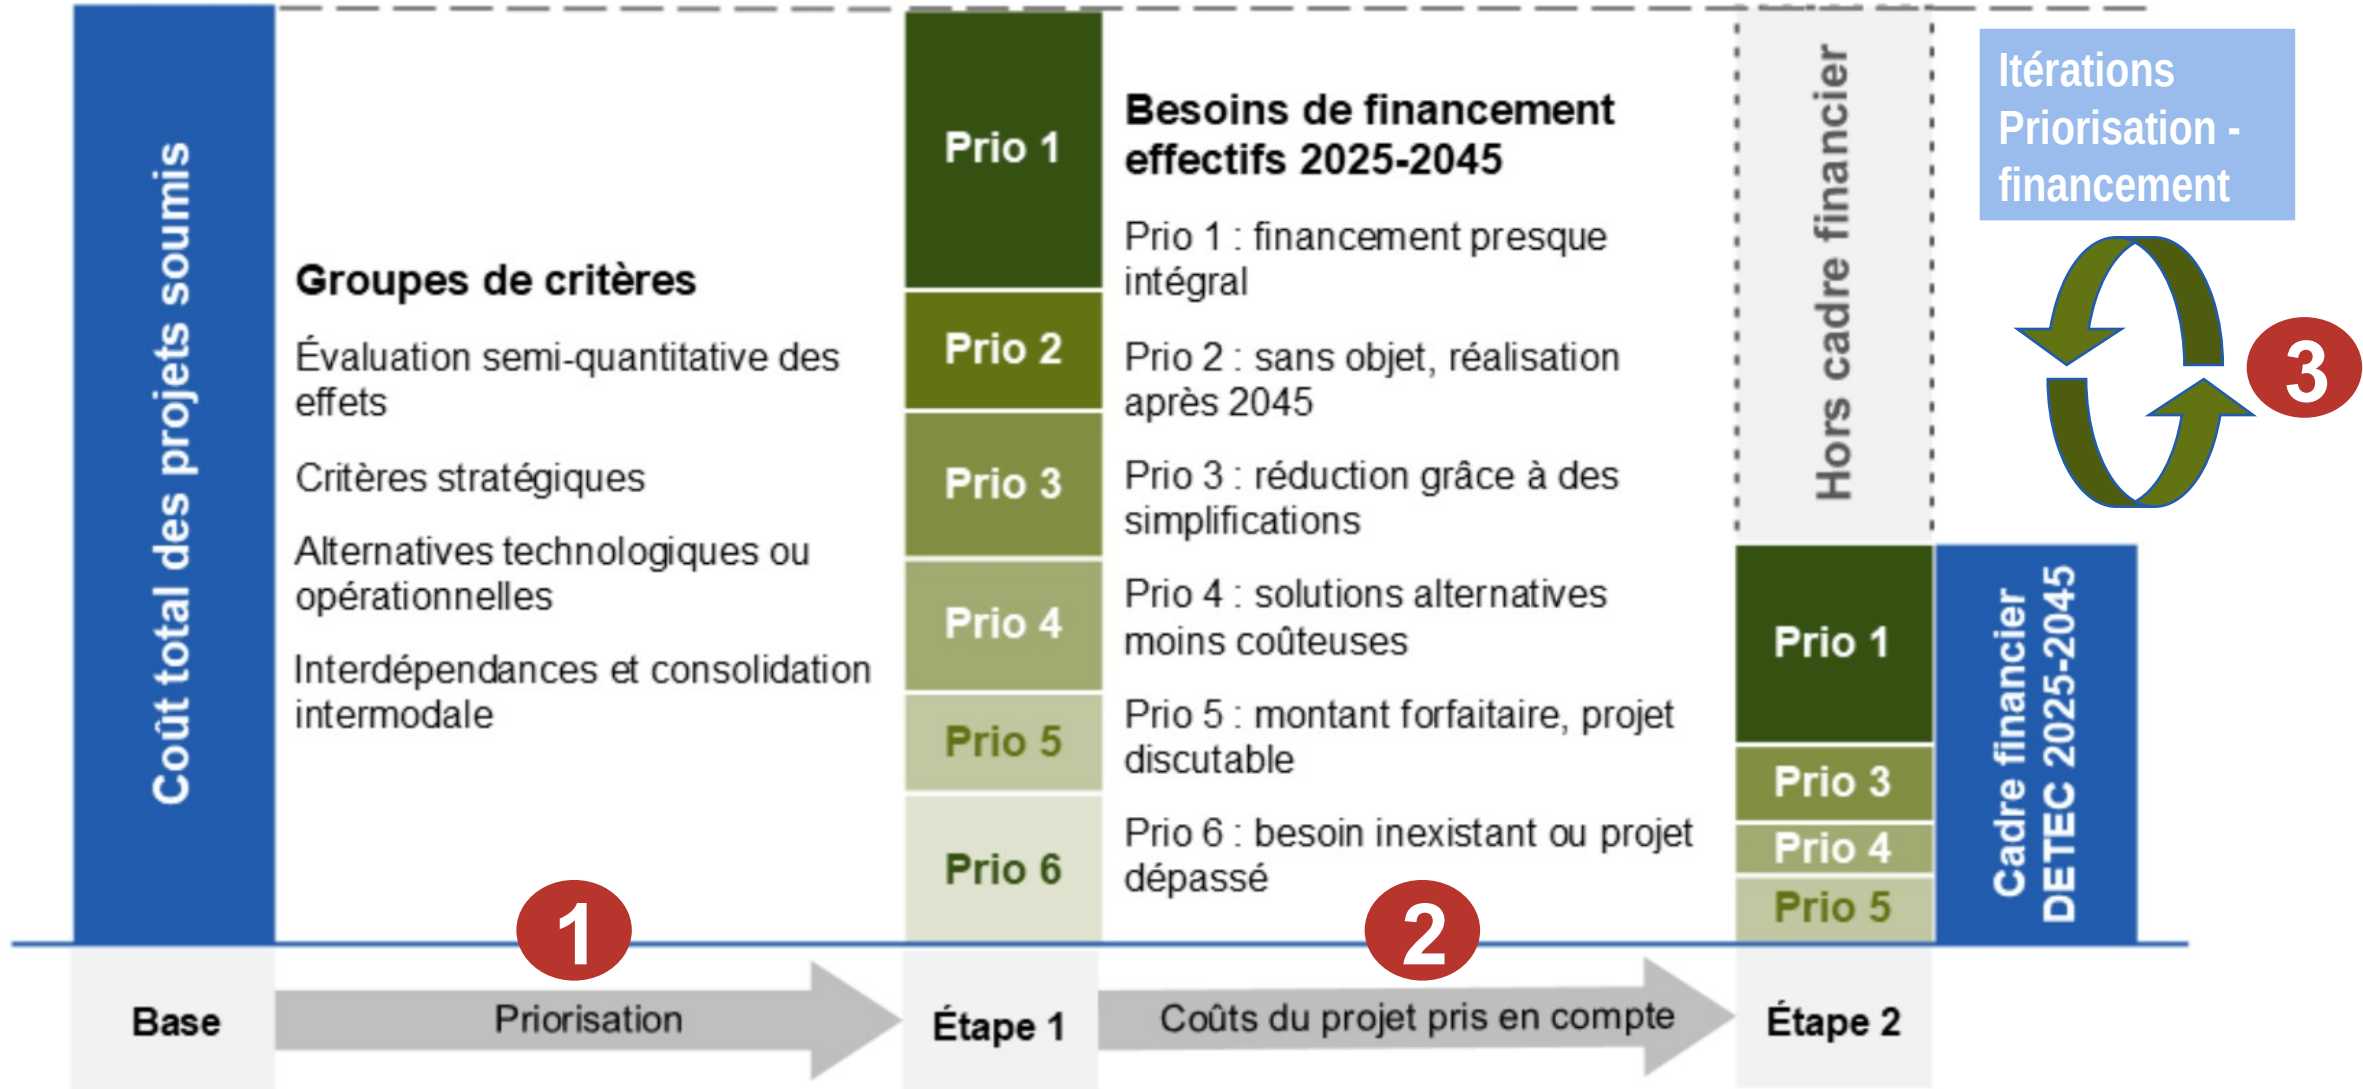 Coût total des projets soumis
Groupes de critères
Évaluation semi-quantitative des
effets
Critères stratégiques
Alternatives technologiques ou
opérationnelles
Interdépendances et consolidation
intermodale
1
Prio 1
Prio 2
Prio 3
Prio 4
Prio 5
Prio 6
Besoins de financement
effectifs 2025-2045
Prio 1 : financement presque
intégral
Prio 2 : sans objet, réalisation
après 2045
Prio 3 : réduction grâce à des
simplifications
Prio 4 : solutions alternatives
moins coûteuses
Prio 5 : montant forfaitaire, projet
discutable
Prio 6 : besoin inexistant ou projet
dépassé
2
Hors cadre financier
Prio 1
Prio 3
Prio 4
Prio 5
Cadre financier
DETEC 2025-2045
Itérations
Priorisation -
financement
3
Base
Priorisation
Étape 1
Coûts du projet pris en compte
Étape 2